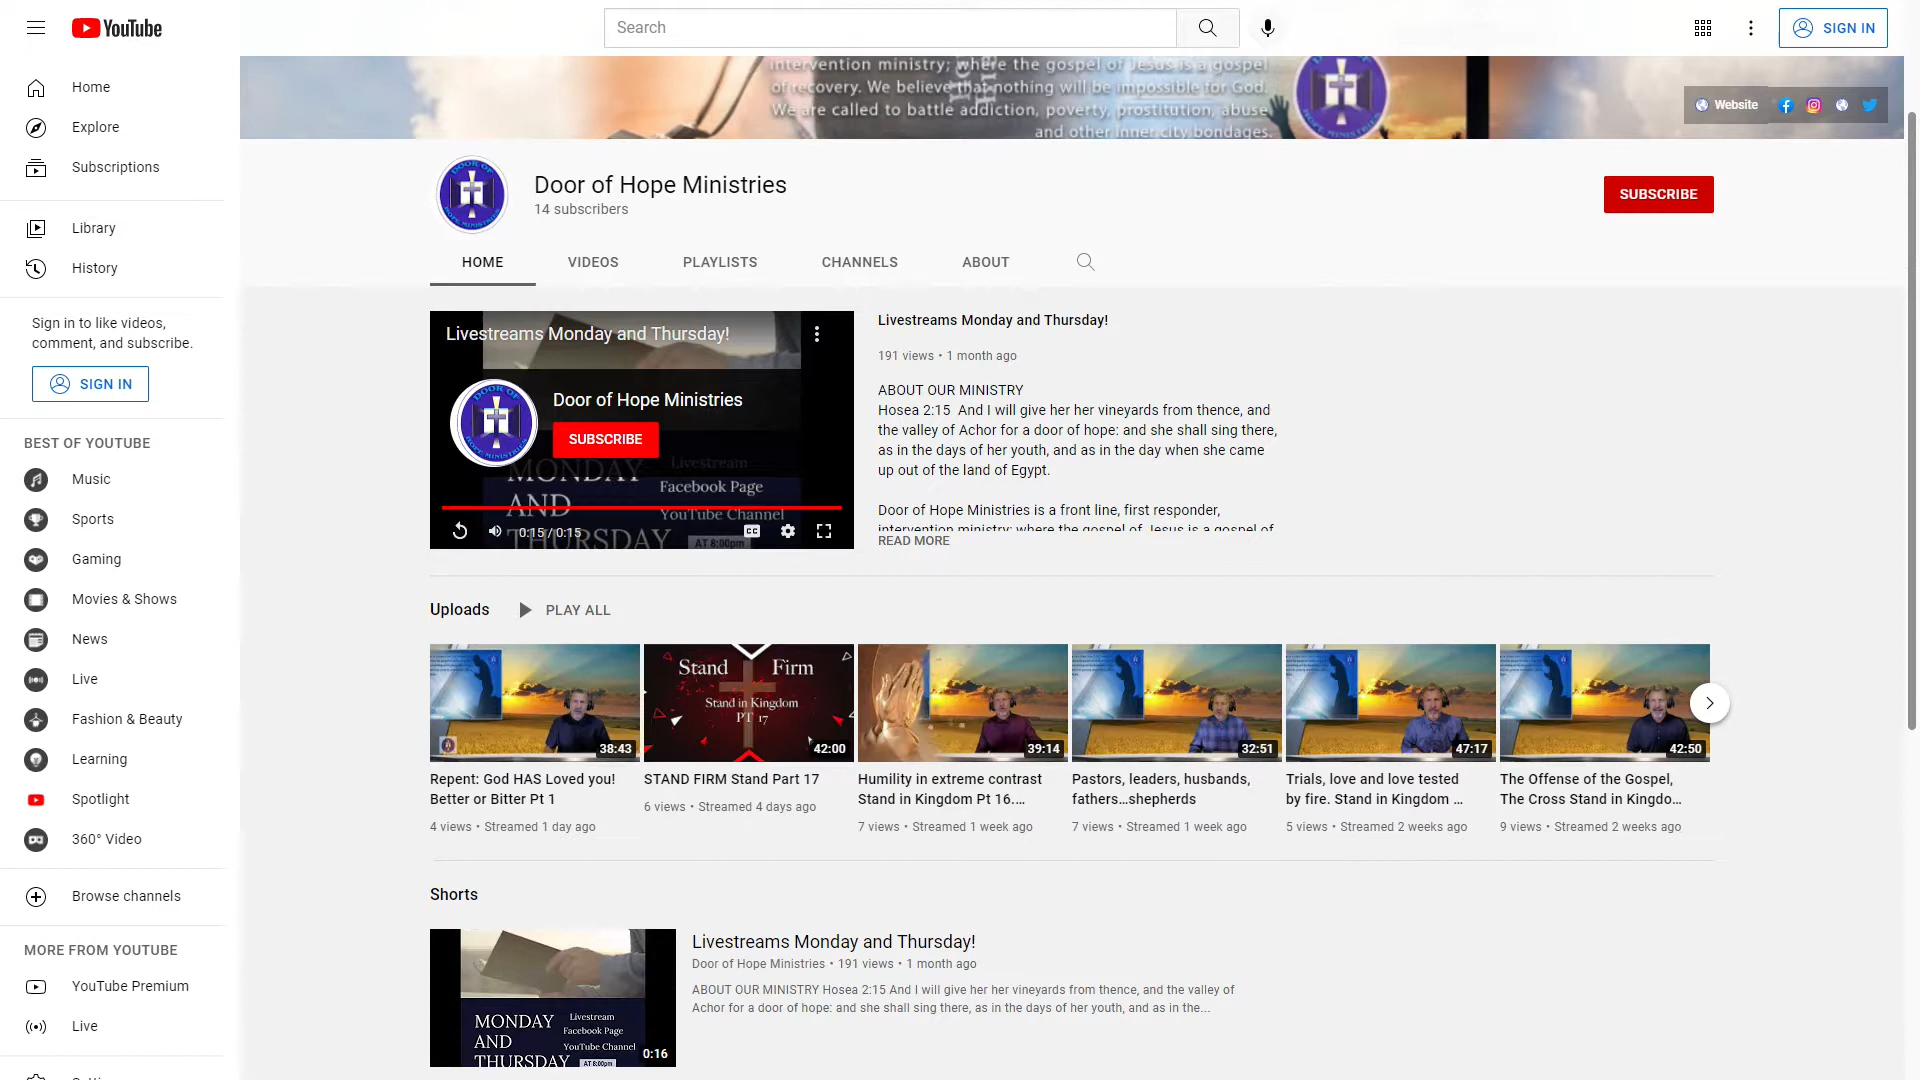 YouTube
Search
SIGN IN
Home
Explore
Subscriptions
Library
History
Sign in to like videos,
comment, and subscribe.
SIGN IN
BEST OF YOUTUBE
Music
Sports
Gaming
Movies & Shows
News
Live
Fashion & Beauty
Learning
Spotlight
360° Video
Browse channels
MORE FROM YOUTUBE
YouTube Premium
Live
intervention ministry; where the gospel of Jesus is a gospel
of recovery. We believe that nothing will be impossible for God.
We are called to battle addiction, poverty, prostitution, abuse
and other inner city bondages.
Website
Door of Hope Ministries
14 subscribers
SUBSCRIBE
HOME
VIDEOS
PLAYLISTS
CHANNELS
ABOUT
Livestreams Monday and Thursday!
DOOR OF
HOPE MINISTRIES
Door of Hope Ministries
SUBSCRIBE
MONDAY
AND
THURSDAY
Livestream
Facebook Page
YouTube Channel
AT 8:00pm
0:15 / 0:15
Livestreams Monday and Thursday!
191 views • 1 month ago
ABOUT OUR MINISTRY
Hosea 2:15  And I will give her her vineyards from thence, and
the valley of Achor for a door of hope: and she shall sing there,
as in the days of her youth, and as in the day when she came
up out of the land of Egypt.
Door of Hope Ministries is a front line, first responder,
intervention ministry; where the gospel of Jesus is a gospel of
READ MORE
Uploads
PLAY ALL
38:43
Repent: God HAS Loved you!
Better or Bitter Pt 1
4 views • Streamed 1 day ago
Stand Firm
Stand in Kingdom
PT 17
42:00
STAND FIRM Stand Part 17
6 views • Streamed 4 days ago
39:14
Humility in extreme contrast
Stand in Kingdom Pt 16....
7 views • Streamed 1 week ago
32:51
Pastors, leaders, husbands,
fathers...shepherds
7 views • Streamed 1 week ago
47:17
Trials, love and love tested
by fire. Stand in Kingdom ...
5 views • Streamed 2 weeks ago
42:50
The Offense of the Gospel,
The Cross Stand in Kingdo...
9 views • Streamed 2 weeks ago
Shorts
MONDAY
AND
THURSDAY
Livestream
Facebook Page
YouTube Channel
AT 8:00pm
0:16
Livestreams Monday and Thursday!
Door of Hope Ministries • 191 views • 1 month ago
ABOUT OUR MINISTRY Hosea 2:15 And I will give her her vineyards from thence, and the valley of
Achor for a door of hope: and she shall sing there, as in the days of her youth, and as in the...